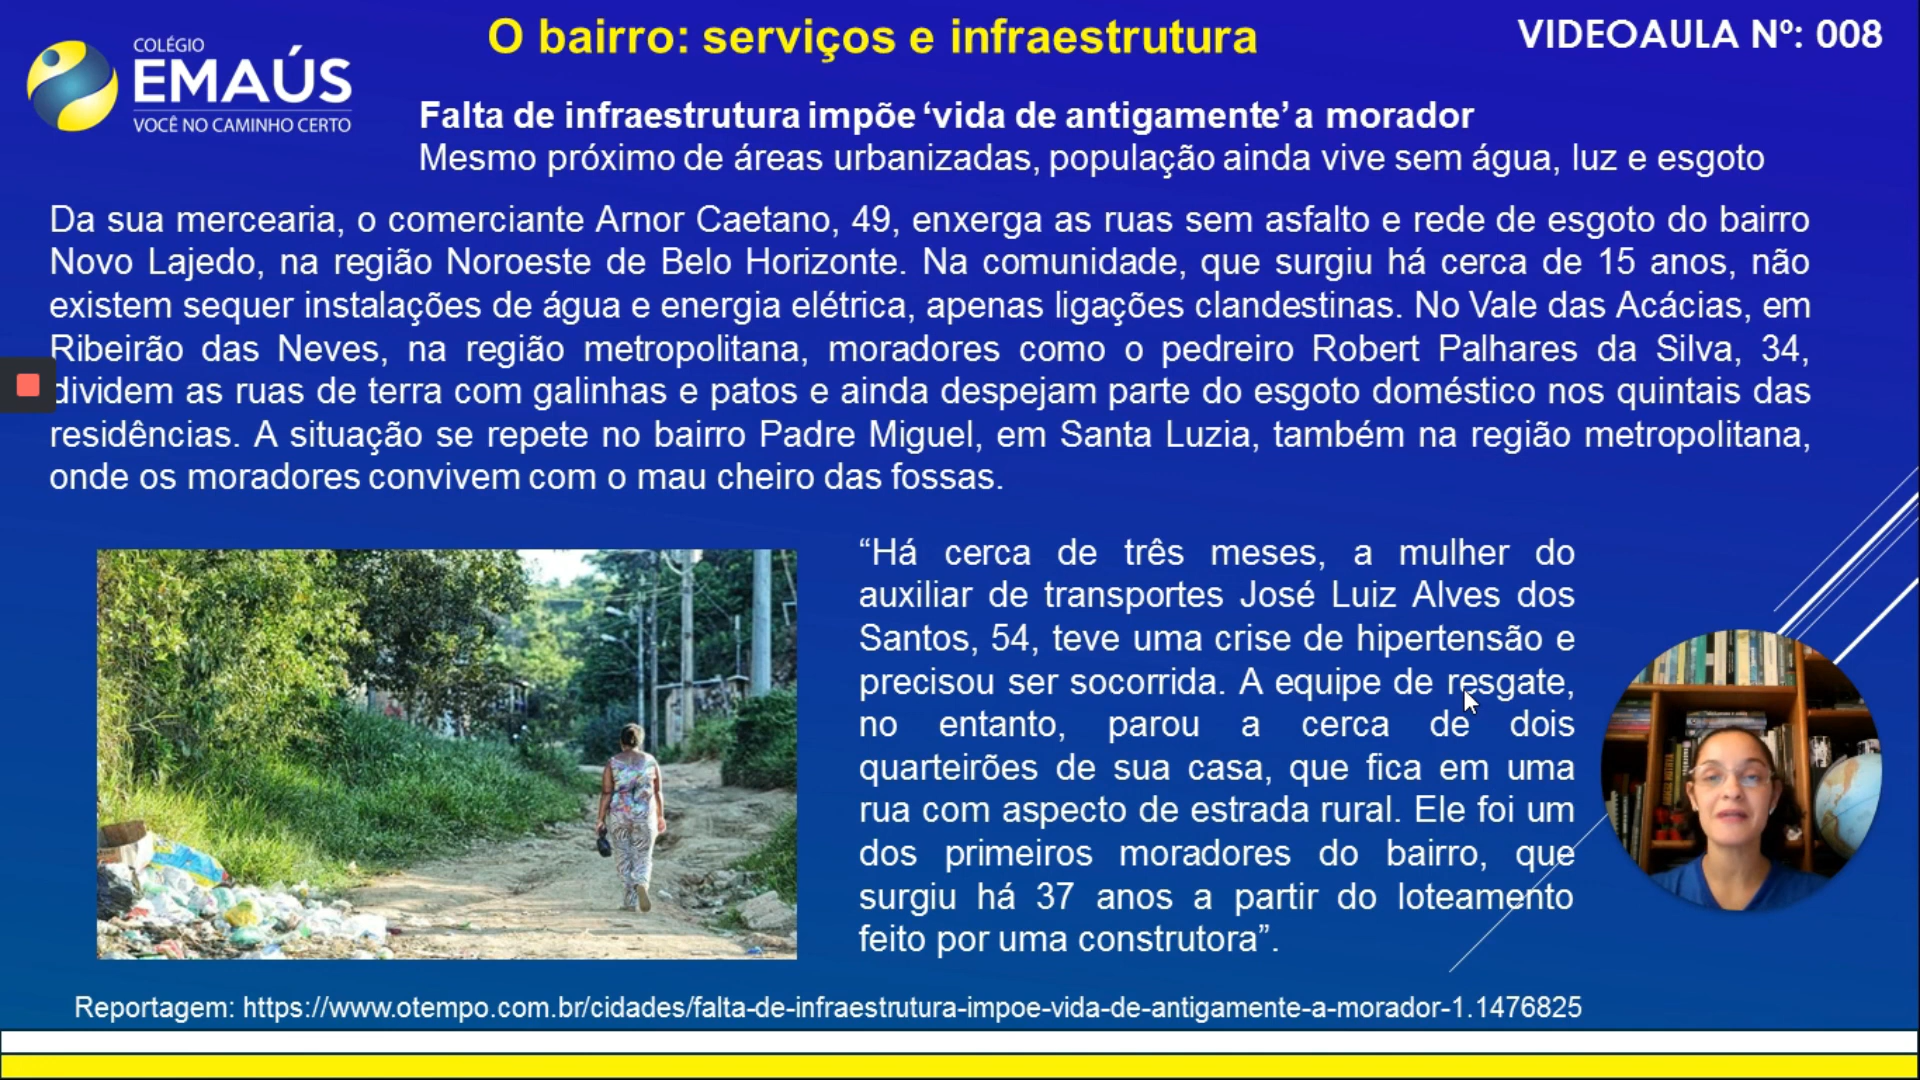 COLÉGIO
EMAÚS
VOCÊ NO CAMINHO CERTO
O bairro: serviços e infraestrutura
VIDEOAULA Nº: 008
Falta de infraestrutura impõe ‘vida de antigamente’ a morador
Mesmo próximo de áreas urbanizadas, população ainda vive sem água, luz e esgoto
Da sua mercearia, o comerciante Arnor Caetano, 49, enxerga as ruas sem asfalto e rede de esgoto do bairro
Novo Lajedo, na região Noroeste de Belo Horizonte. Na comunidade, que surgiu há cerca de 15 anos, não
existem sequer instalações de água e energia elétrica, apenas ligações clandestinas. No Vale das Acácias, em
Ribeirão das Neves, na região metropolitana, moradores como o pedreiro Robert Palhares da Silva, 34,
dividem as ruas de terra com galinhas e patos e ainda despejam parte do esgoto doméstico nos quintais das
residências. A situação se repete no bairro Padre Miguel, em Santa Luzia, também na região metropolitana,
onde os moradores convivem com o mau cheiro das fossas.
“Há cerca de três meses, a mulher do
auxiliar de transportes José Luiz Alves dos
Santos, 54, teve uma crise de hipertensão e
precisou ser socorrida. A equipe de resgate,
no entanto, parou a cerca de dois
quarteirões de sua casa, que fica em uma
rua com aspecto de estrada rural. Ele foi um
dos primeiros moradores do bairro, que
surgiu há 37 anos a partir do loteamento
feito por uma construtora”.
Reportagem: https://www.otempo.com.br/cidades/falta-de-infraestrutura-impoe-vida-de-antigamente-a-morador-1.1476825